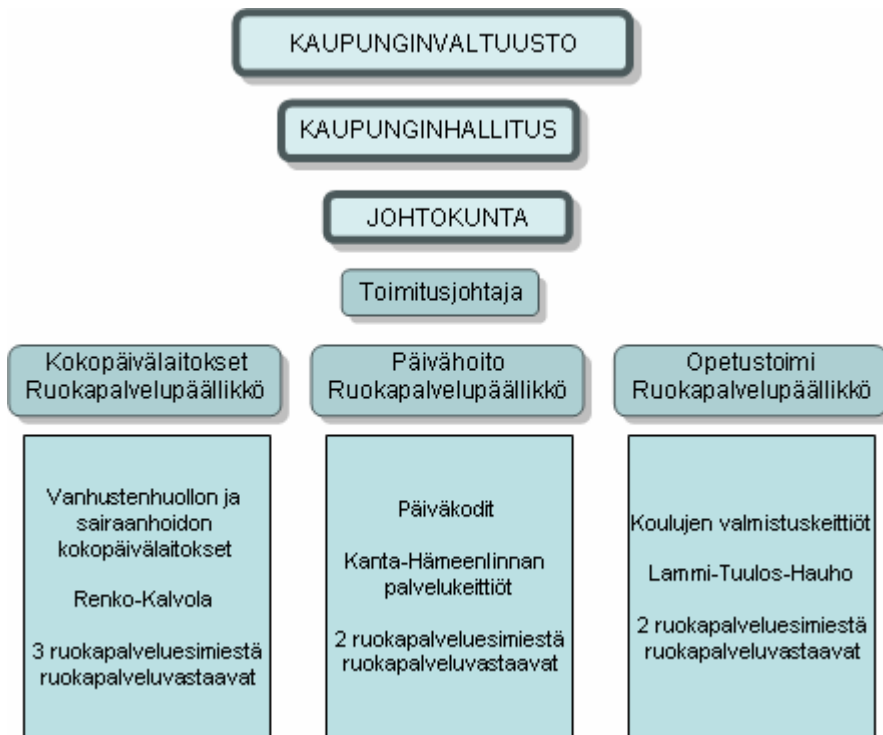 KAUPUNGINVALTUUSTO
KAUPUNGINHALLITUS
JOHTOKUNTA
Toimitusjohtaja
Kokopäivälaitokset
Ruokapalvelupäällikkö
Päivähoito
Ruokapalvelupäällikkö
Opetustoimi
Ruokapalvelupäällikkö
Vanhustenhuollon ja
sairaanhoidon
kokopäivälaitokset
Renko-Kalvola
3 ruokapalveluesimiestä
ruokapalveluvastaavat
Päiväkodit
Kanta-Hämeenlinnan
palvelukeittiöt
2 ruokapalveluesimiestä
ruokapalveluvastaavat
Koulujen valmistuskeittiöt
Lammi-Tuulos-Hauho
2 ruokapalveluesimiestä
ruokapalveluvastaavat